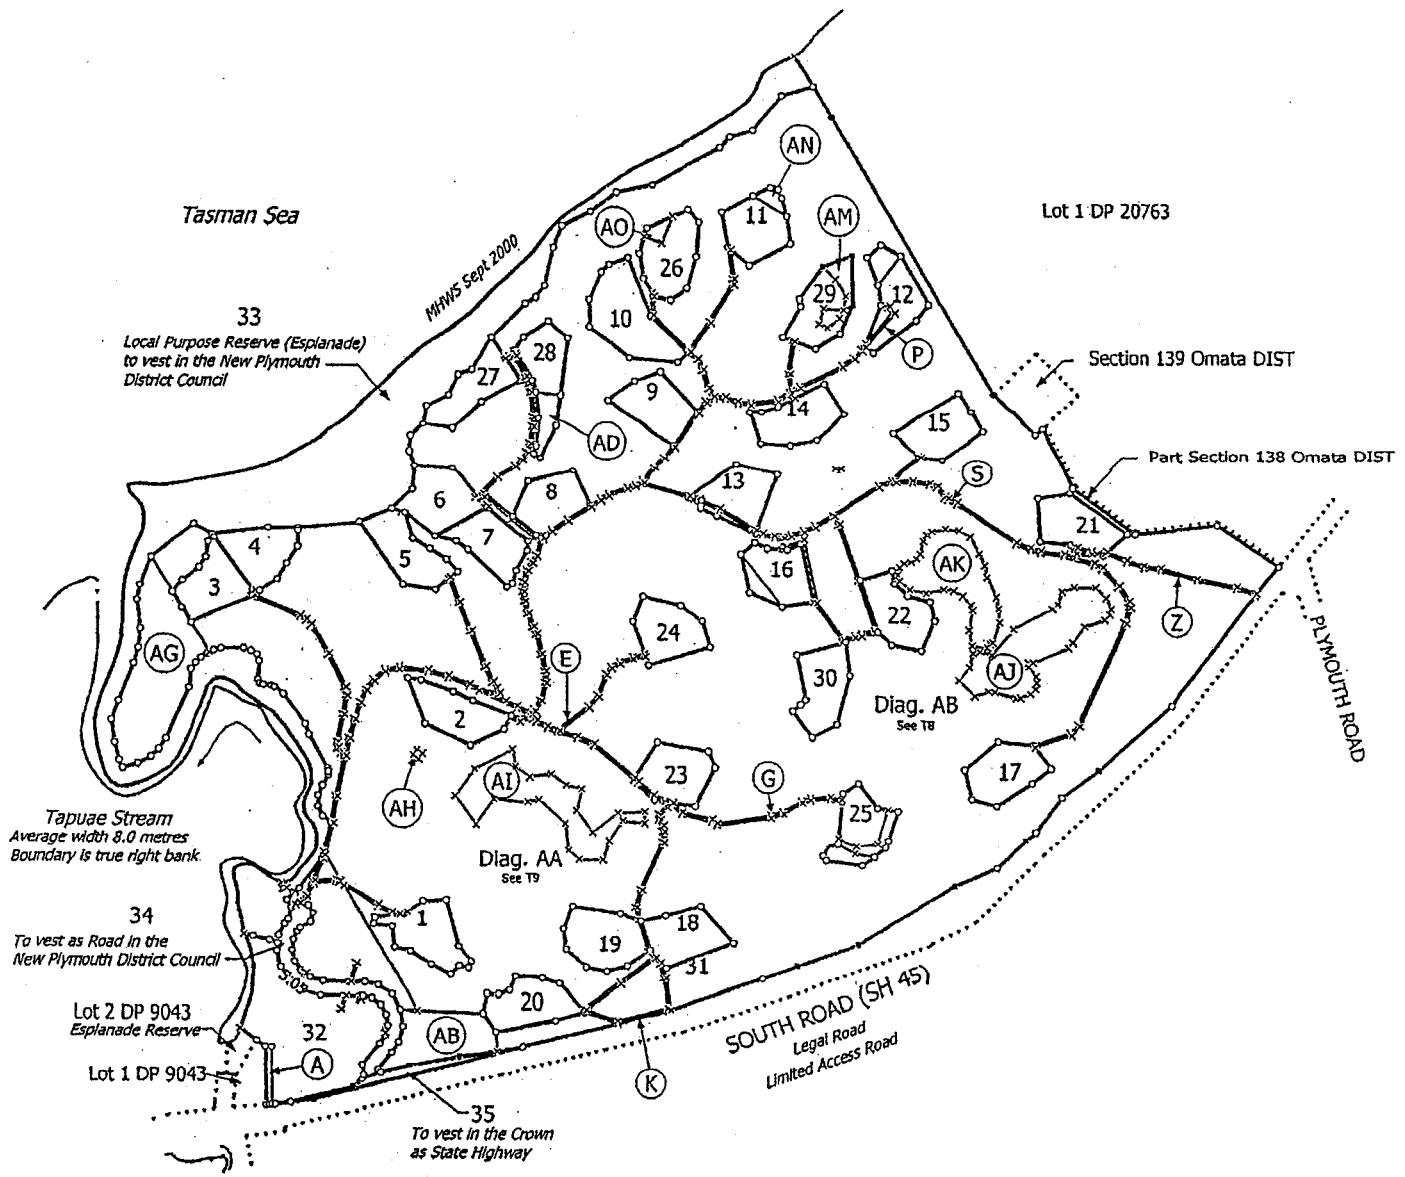 AN
Tasman Sea
11
AM
Lot 1 DP 20763
AO
MHWS Sept 2000
26
29
12
33
10
Local Purpose Reserve (Esplanade)
to vest in the New Plymouth
District Council
28
P
Section 139 Omata DIST
27
9
14
15
AD
Part Section 138 Omata DIST
6
8
13
S
21
4
5
7
16
AK
3
22
Z
PLYMOUTH ROAD
AG
24
E
AJ
30
2
Diag. AB
See T8
AI
23
G
17
AH
25
Tapuae Stream
Average width 8.0 metres
Boundary is true right bank
Diag. AA
See T9
34
1
18
To vest as Road in the
New Plymouth District Council
19
31
5.03
20
Lot 2 DP 9043
Esplanade Reserve
32
AB
SOUTH ROAD (SH 45)
Legal Road
Limited Access Road
Lot 1 DP 9043
A
K
35
To vest in the Crown
as State Highway